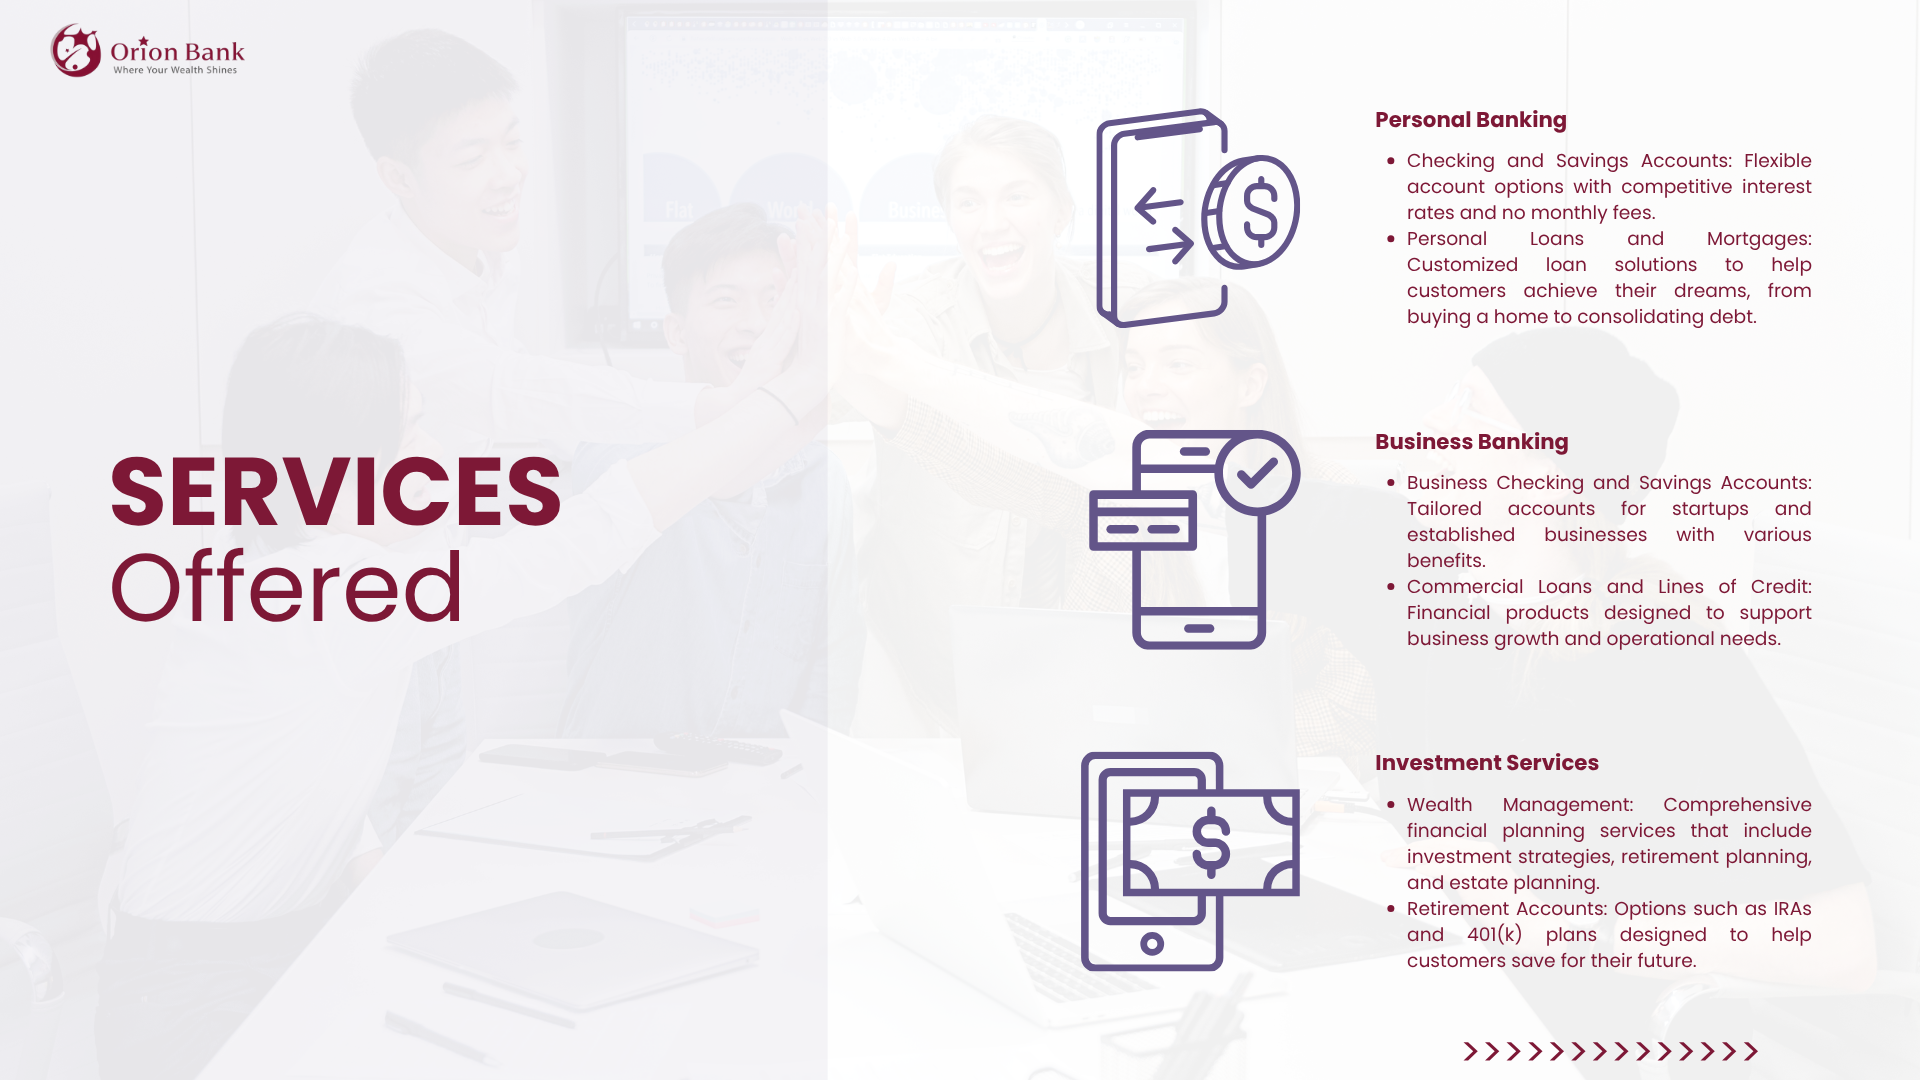 Orion Bank
Where Your Wealth Shines
SERVICES
Offered
Flat
World
Business
Personal Banking
• Checking and Savings Accounts: Flexible
account options with competitive interest
rates and no monthly fees.
• Personal Loans and Mortgages:
Customized loan solutions to help
customers achieve their dreams, from
buying a home to consolidating debt.
Business Banking
• Business Checking and Savings Accounts:
Tailored accounts for startups and
established businesses with various
benefits.
• Commercial Loans and Lines of Credit:
Financial products designed to support
business growth and operational needs.
Investment Services
• Wealth Management: Comprehensive
financial planning services that include
investment strategies, retirement planning,
and estate planning.
• Retirement Accounts: Options such as IRAs
and 401(k) plans designed to help
customers save for their future.